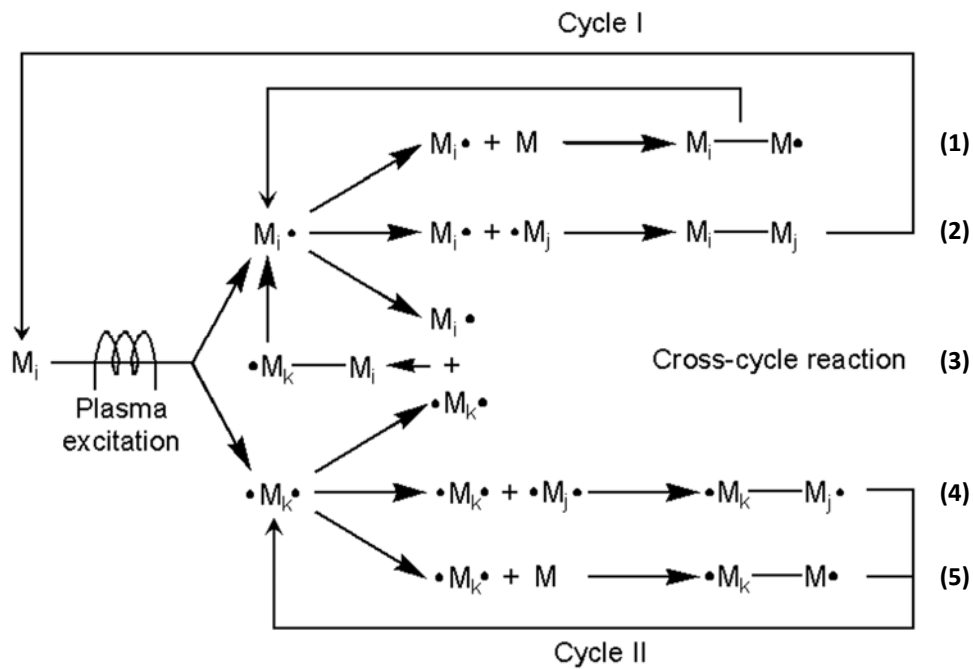 Cycle I
Mi• + M Mi—M• (1)
Mi• Mi• + •Mj Mi—Mj (2)
Mi•
Mi •Mk—Mi + Cross-cycle reaction (3)
Plasma
excitation
•Mk•
•Mk• •Mk• + •Mj• •Mk—Mj• (4)
•Mk• + M •Mk—M• (5)
Cycle II